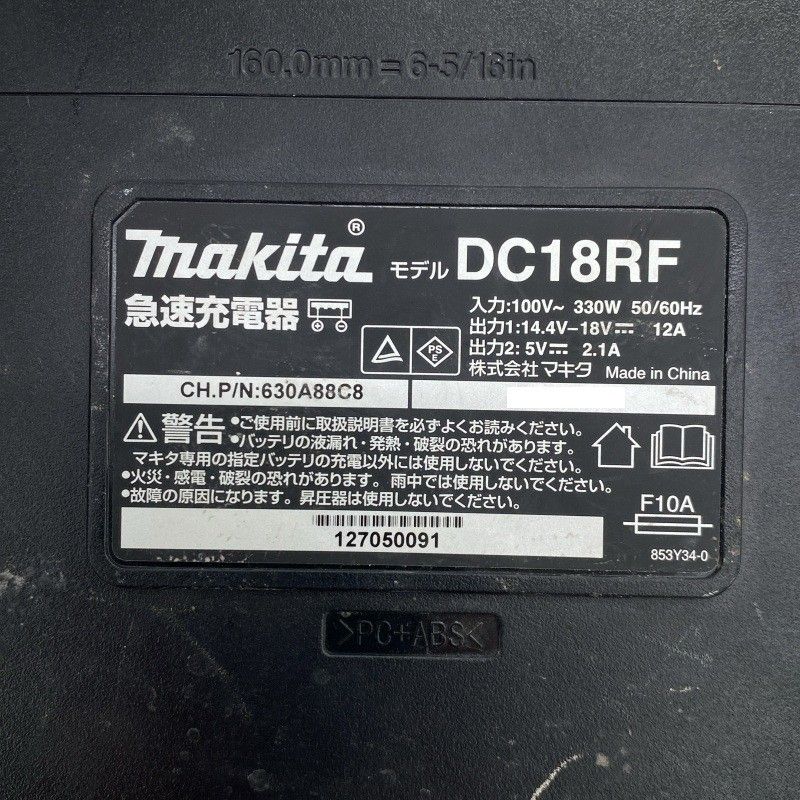 160.0mm = 6-5/16in
makita® モデル DC18RF
急速充電器
入力:100V~ 330W 50/60Hz
出力1:14.4V-18V⎓ 12A
出力2: 5V⎓ 2.1A
株式会社 マキタ Made in China
PS
E
CH.P/N:630A88C8
警告 •ご使用前に取扱説明書を必ずよくお読みください。
•バッテリの液漏れ・発熱・破裂の恐れがあります。
マキタ専用の指定バッテリの充電以外には使用しないでください。
•火災・感電・破裂の恐れがあります。雨中では使用しないでください。
•故障の原因になります。昇圧器は使用しないでください。
F10A
127050091
853Y34-0
>PC+ABS<